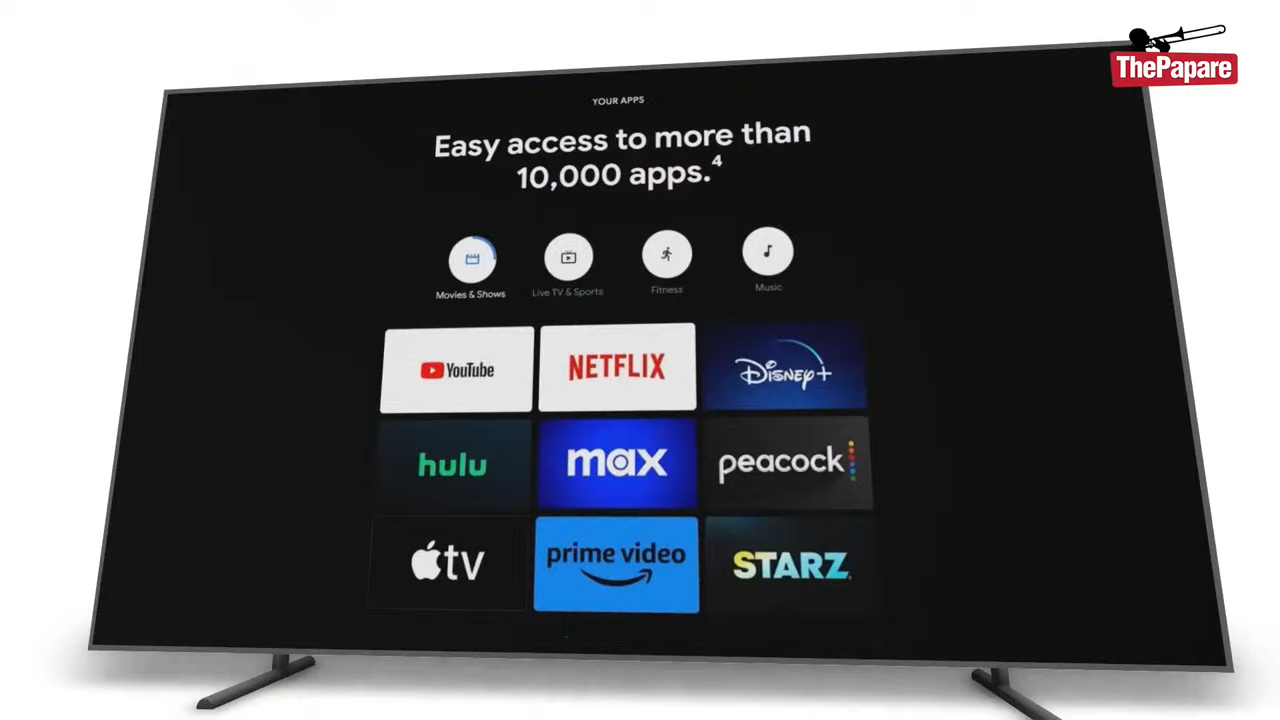 ThePapare
YOUR APPS
Easy access to more than
10,000 apps.4
Movies & Shows
Live TV & Sports
Fitness
Music
YouTube
NETFLIX
Disney+
hulu
max
peacock
tv
prime video
STARZ